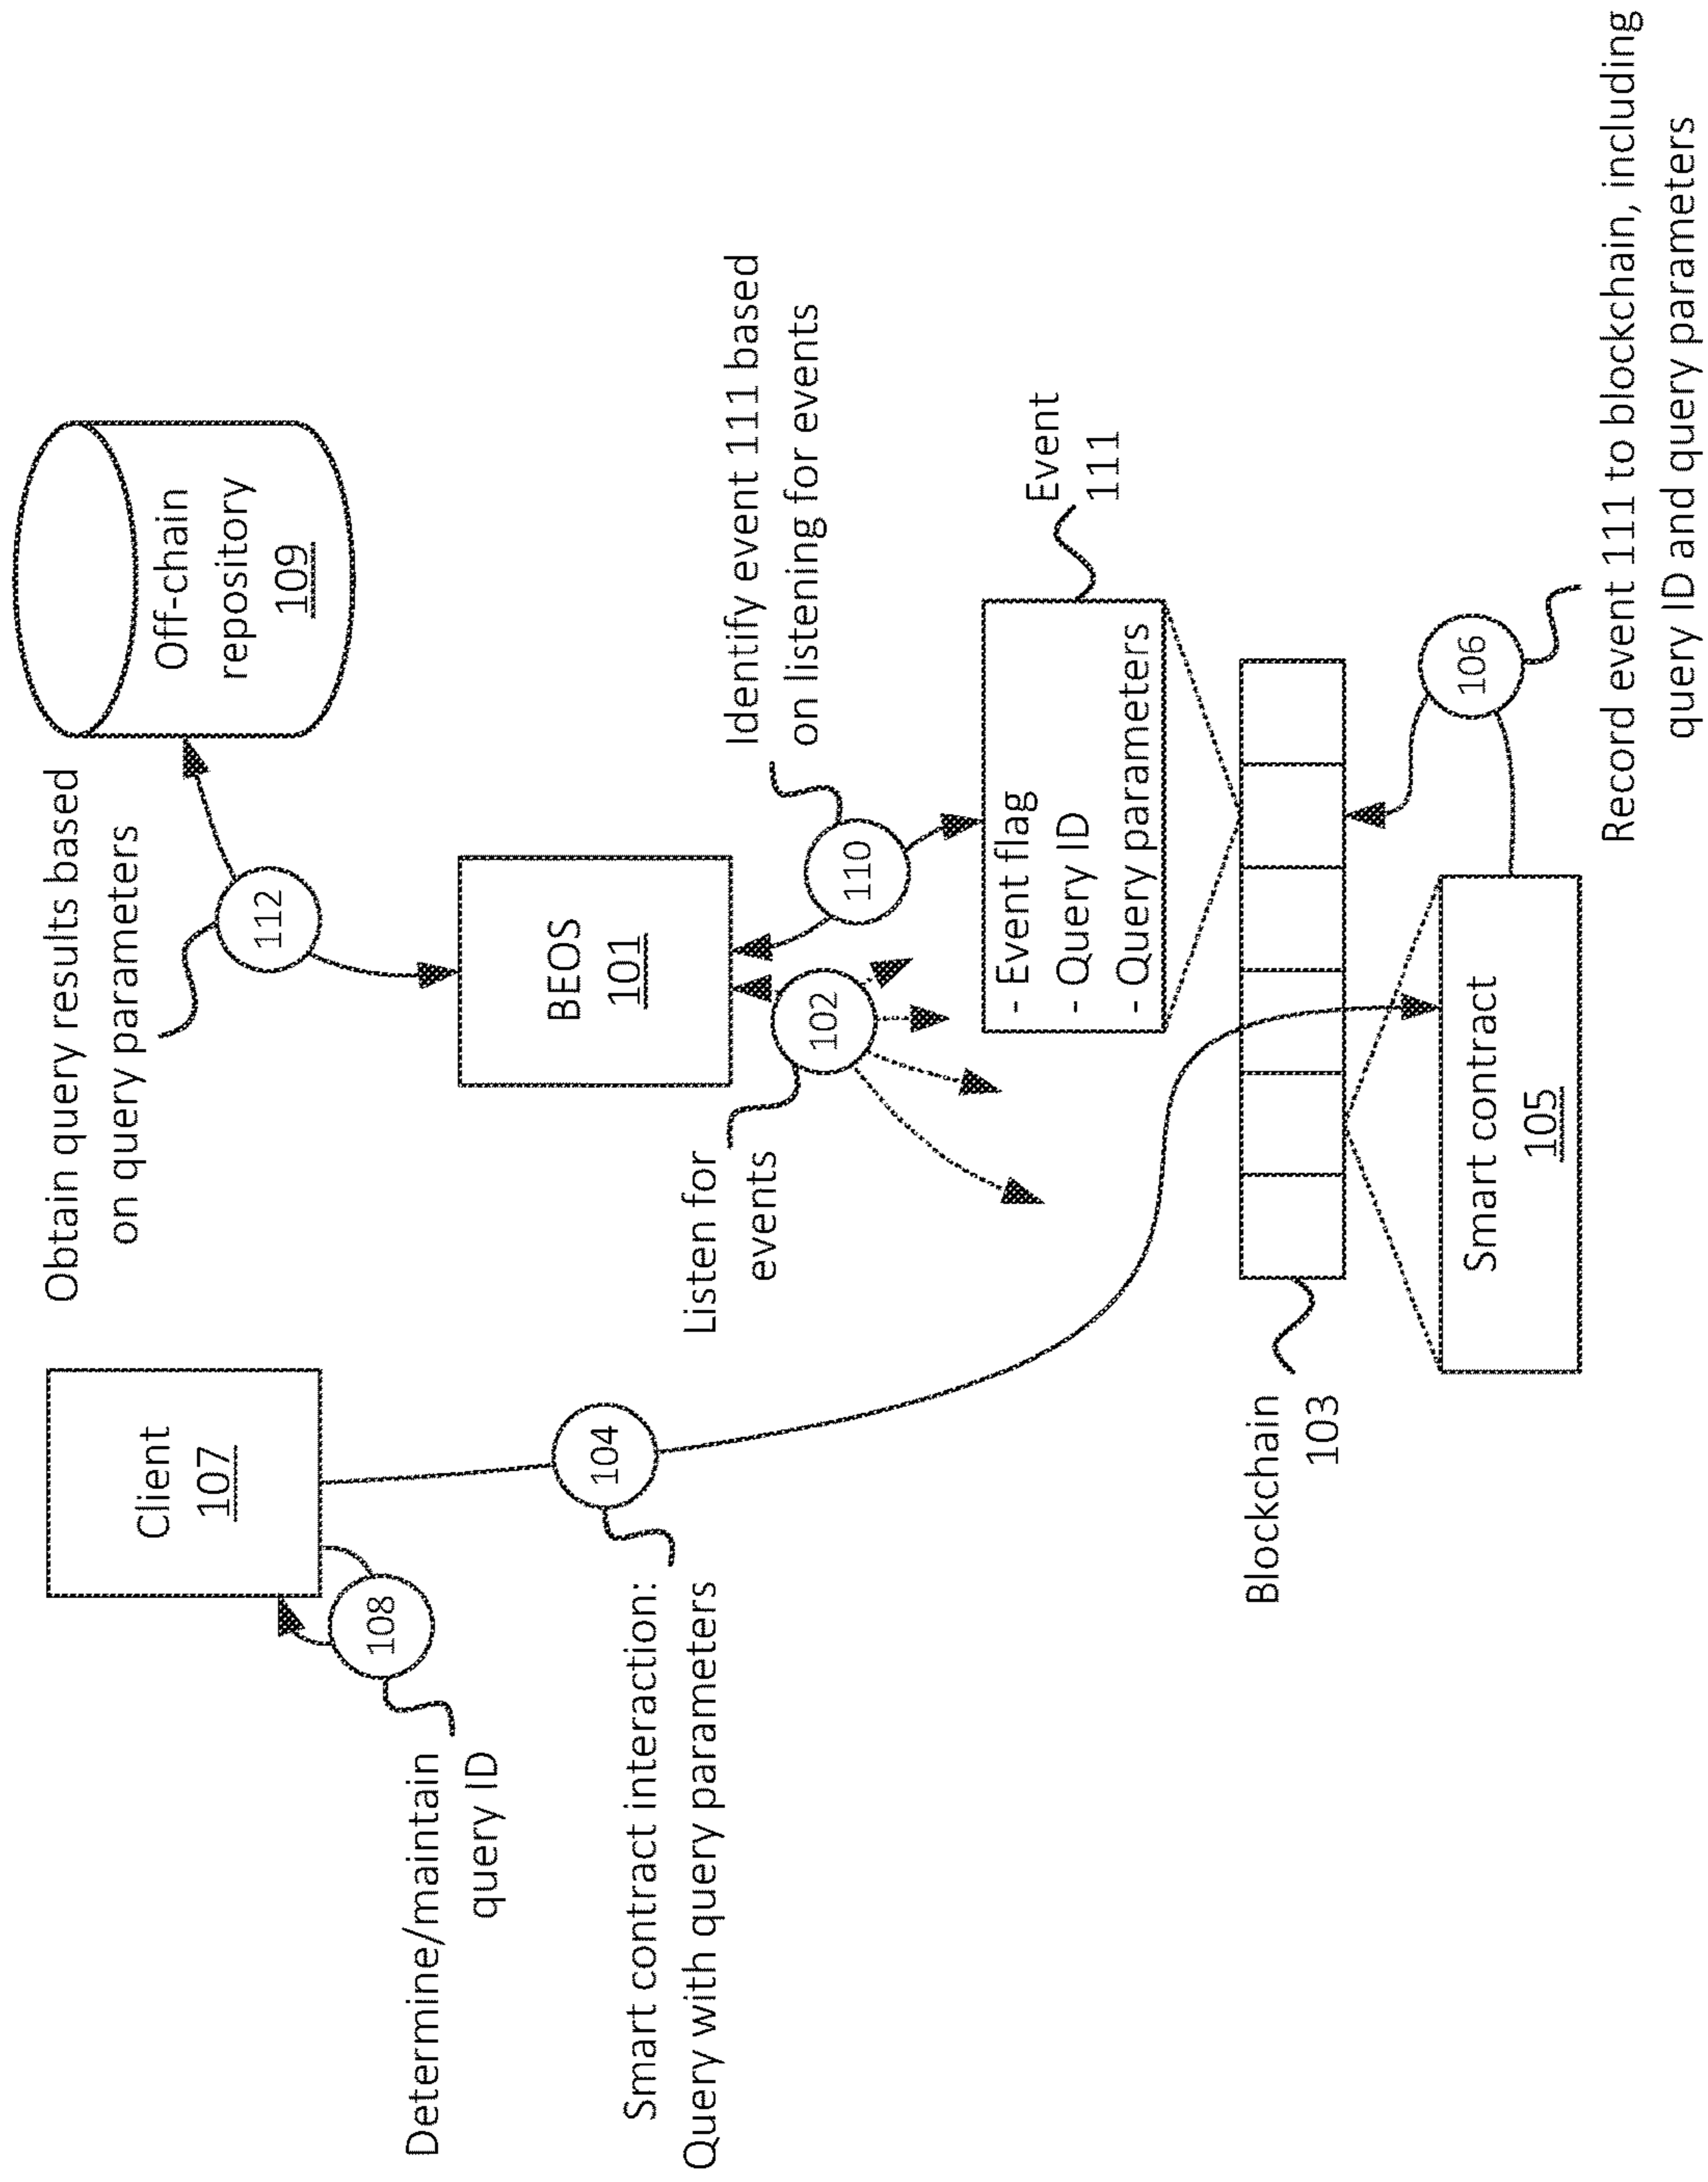 Client
107
108
Determine/maintain
query ID
104
Smart contract interaction:
Query with query parameters
Obtain query results based
on query parameters
112
Off-chain
repository
109
BEOS
101
Listen for
events
102
110
Identify event 111 based
on listening for events
- Event flag
- Query ID
- Query parameters
Event
111
Blockchain
103
Smart contract
105
106
Record event 111 to blockchain, including
query ID and query parameters